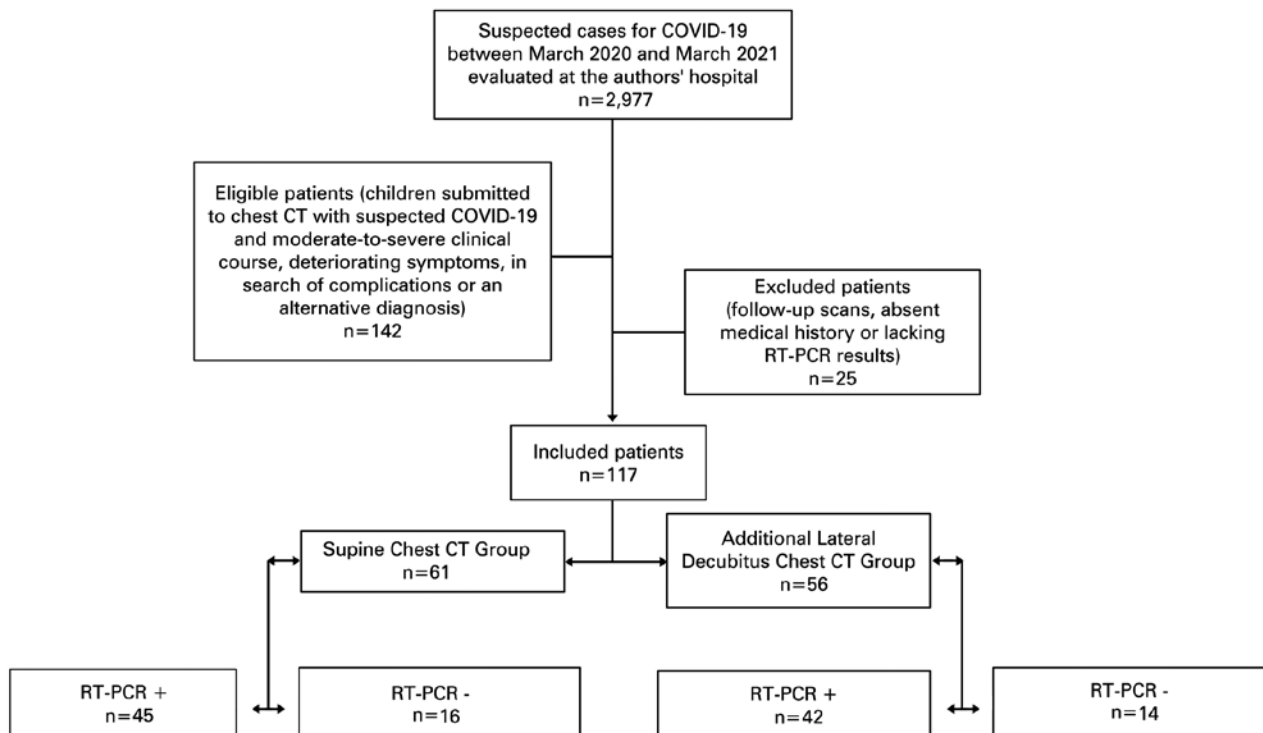 Suspected cases for COVID-19
between March 2020 and March 2021
evaluated at the authors' hospital
n=2,977
Eligible patients (children submitted
to chest CT with suspected COVID-19
and moderate-to-severe clinical
course, deteriorating symptoms, in
search of complications or an
alternative diagnosis)
n=142
Excluded patients
(follow-up scans, absent
medical history or lacking
RT-PCR results)
n=25
Included patients
n=117
Supine Chest CT Group
n=61
Additional Lateral
Decubitus Chest CT Group
n=56
RT-PCR +
n=45
RT-PCR -
n=16
RT-PCR +
n=42
RT-PCR -
n=14